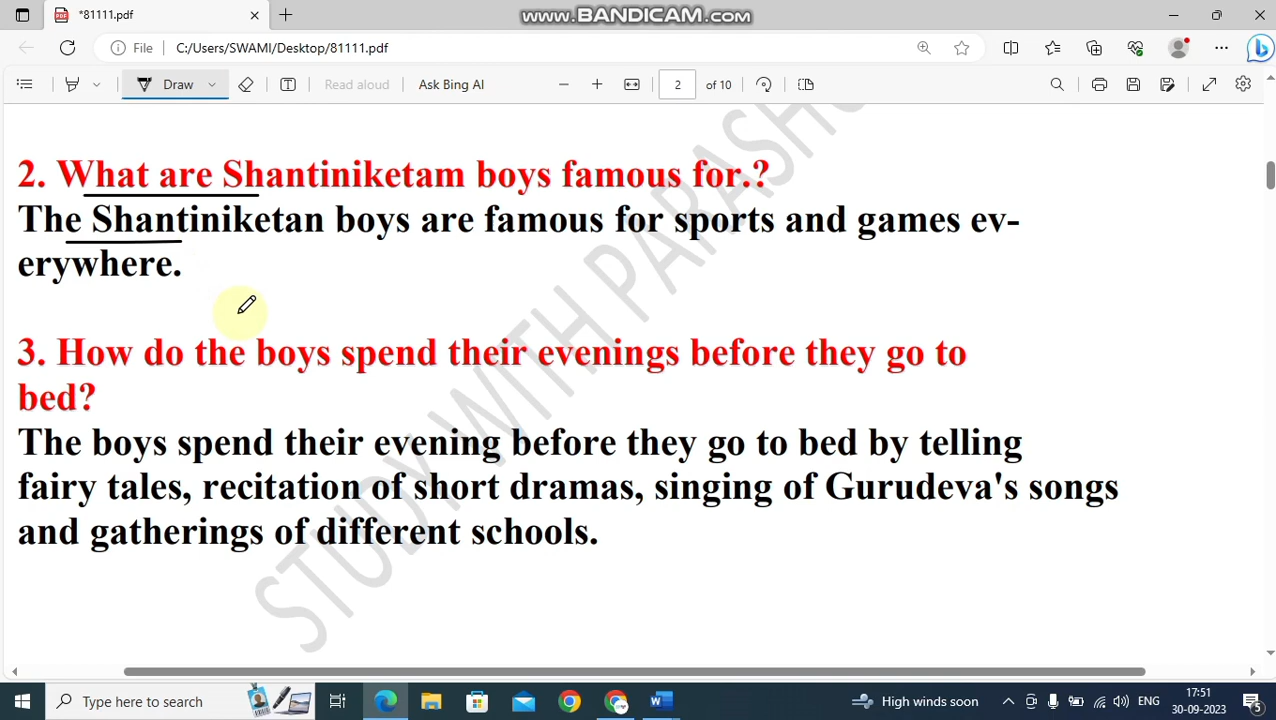 *81111.pdf
www.BANDICAM.com
File
C:/Users/SWAMI/Desktop/81111.pdf
Draw
Read aloud
Ask Bing AI
2
of 10
2. What are Shantiniketam boys famous for.?
The Shantiniketan boys are famous for sports and games ev-
erywhere.
3. How do the boys spend their evenings before they go to
bed?
The boys spend their evening before they go to bed by telling
fairy tales, recitation of short dramas, singing of Gurudeva's songs
and gatherings of different schools.
STUDY WITH PARASHU
Type here to search
High winds soon
ENG
17:51
30-09-2023
5